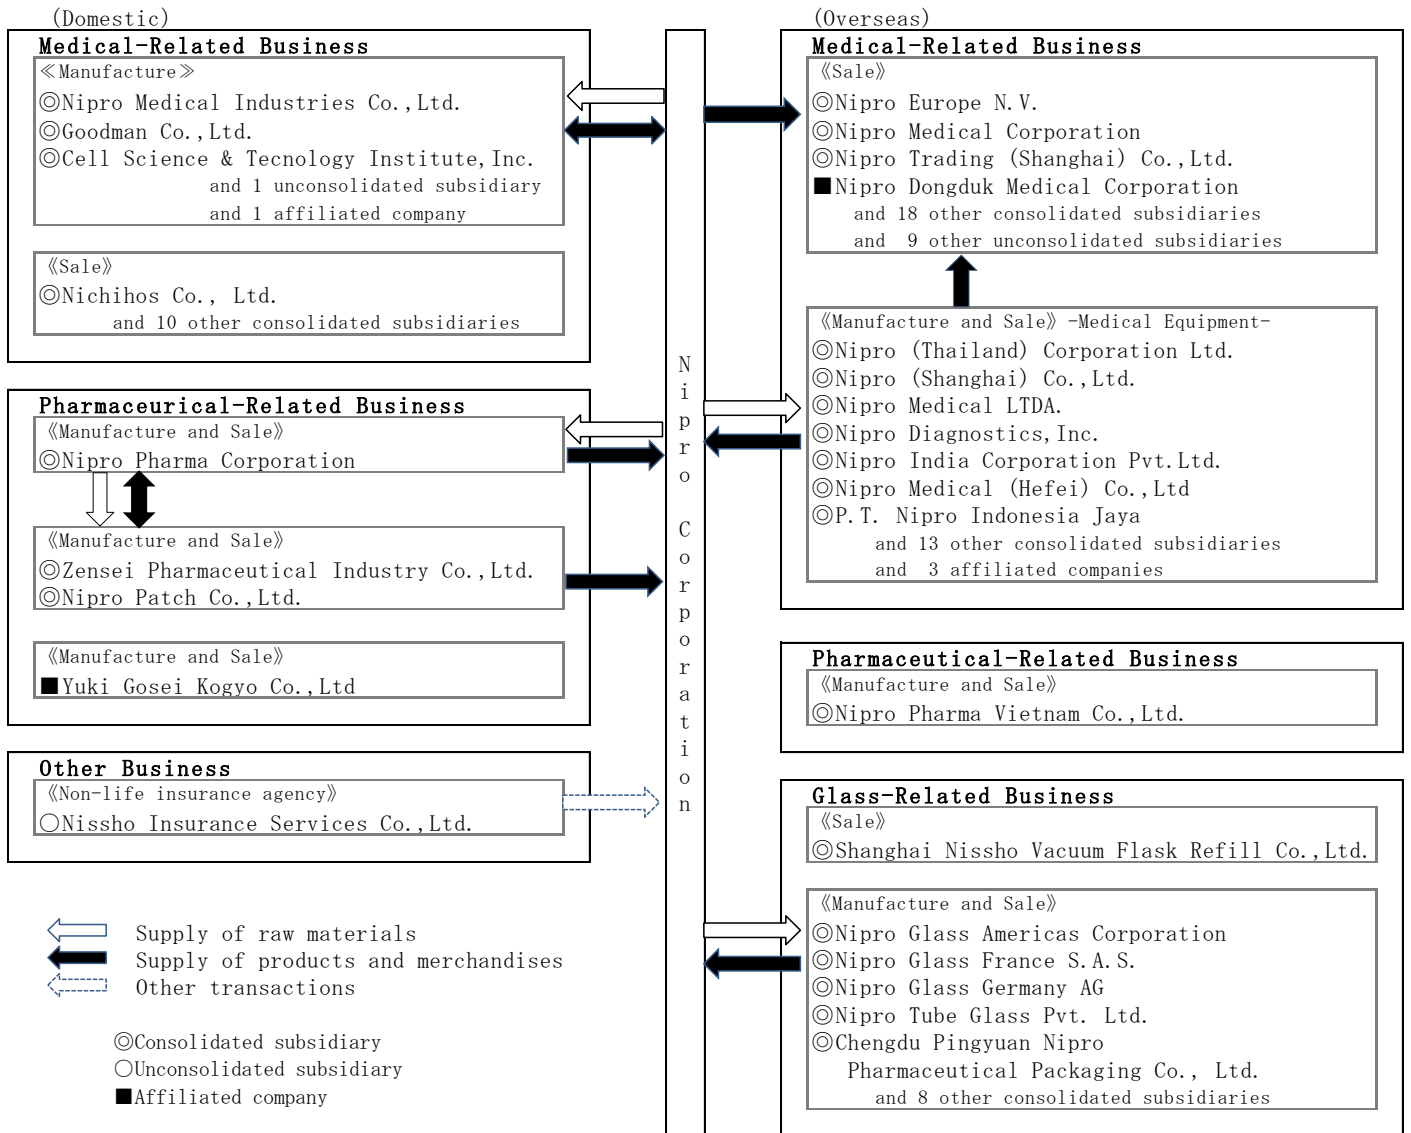 (Domestic)
Medical-Related Business
≪Manufacture≫
◎Nipro Medical Industries Co.,Ltd.
◎Goodman Co.,Ltd.
◎Cell Science & Tecnology Institute,Inc.
and 1 unconsolidated subsidiary
and 1 affiliated company
《Sale》
◎Nichihos Co., Ltd.
and 10 other consolidated subsidiaries
Pharmaceurical-Related Business
《Manufacture and Sale》
◎Nipro Pharma Corporation
《Manufacture and Sale》
◎Zensei Pharmaceutical Industry Co.,Ltd.
◎Nipro Patch Co.,Ltd.
《Manufacture and Sale》
■Yuki Gosei Kogyo Co.,Ltd
Other Business
《Non-life insurance agency》
○Nissho Insurance Services Co.,Ltd.
Supply of raw materials
Supply of products and merchandises
Other transactions
◎Consolidated subsidiary
○Unconsolidated subsidiary
■Affiliated company
Nipro Corporation
(Overseas)
Medical-Related Business
《Sale》
◎Nipro Europe N.V.
◎Nipro Medical Corporation
◎Nipro Trading (Shanghai) Co.,Ltd.
■Nipro Dongduk Medical Corporation
and 18 other consolidated subsidiaries
and 9 other unconsolidated subsidiaries
《Manufacture and Sale》-Medical Equipment-
◎Nipro (Thailand) Corporation Ltd.
◎Nipro (Shanghai) Co.,Ltd.
◎Nipro Medical LTDA.
◎Nipro Diagnostics,Inc.
◎Nipro India Corporation Pvt.Ltd.
◎Nipro Medical (Hefei) Co.,Ltd
◎P.T. Nipro Indonesia Jaya
and 13 other consolidated subsidiaries
and 3 affiliated companies
Pharmaceutical-Related Business
《Manufacture and Sale》
◎Nipro Pharma Vietnam Co.,Ltd.
Glass-Related Business
《Sale》
◎Shanghai Nissho Vacuum Flask Refill Co.,Ltd.
《Manufacture and Sale》
◎Nipro Glass Americas Corporation
◎Nipro Glass France S.A.S.
◎Nipro Glass Germany AG
◎Nipro Tube Glass Pvt. Ltd.
◎Chengdu Pingyuan Nipro
Pharmaceutical Packaging Co., Ltd.
and 8 other consolidated subsidiaries